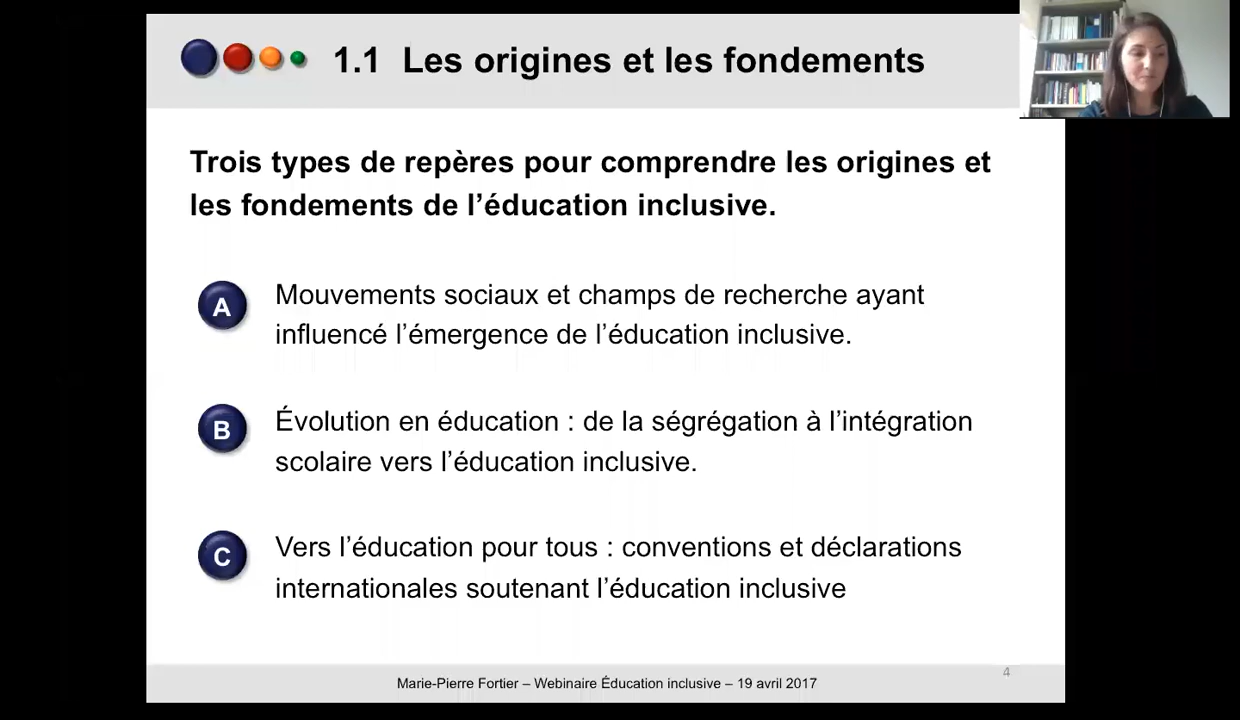 1.1 Les origines et les fondements
Trois types de repères pour comprendre les origines et
les fondements de l’éducation inclusive.
A
Mouvements sociaux et champs de recherche ayant
influencé l’émergence de l’éducation inclusive.
B
Évolution en éducation : de la ségrégation à l’intégration
scolaire vers l’éducation inclusive.
C
Vers l’éducation pour tous : conventions et déclarations
internationales soutenant l’éducation inclusive
4
Marie-Pierre Fortier – Webinaire Éducation inclusive – 19 avril 2017